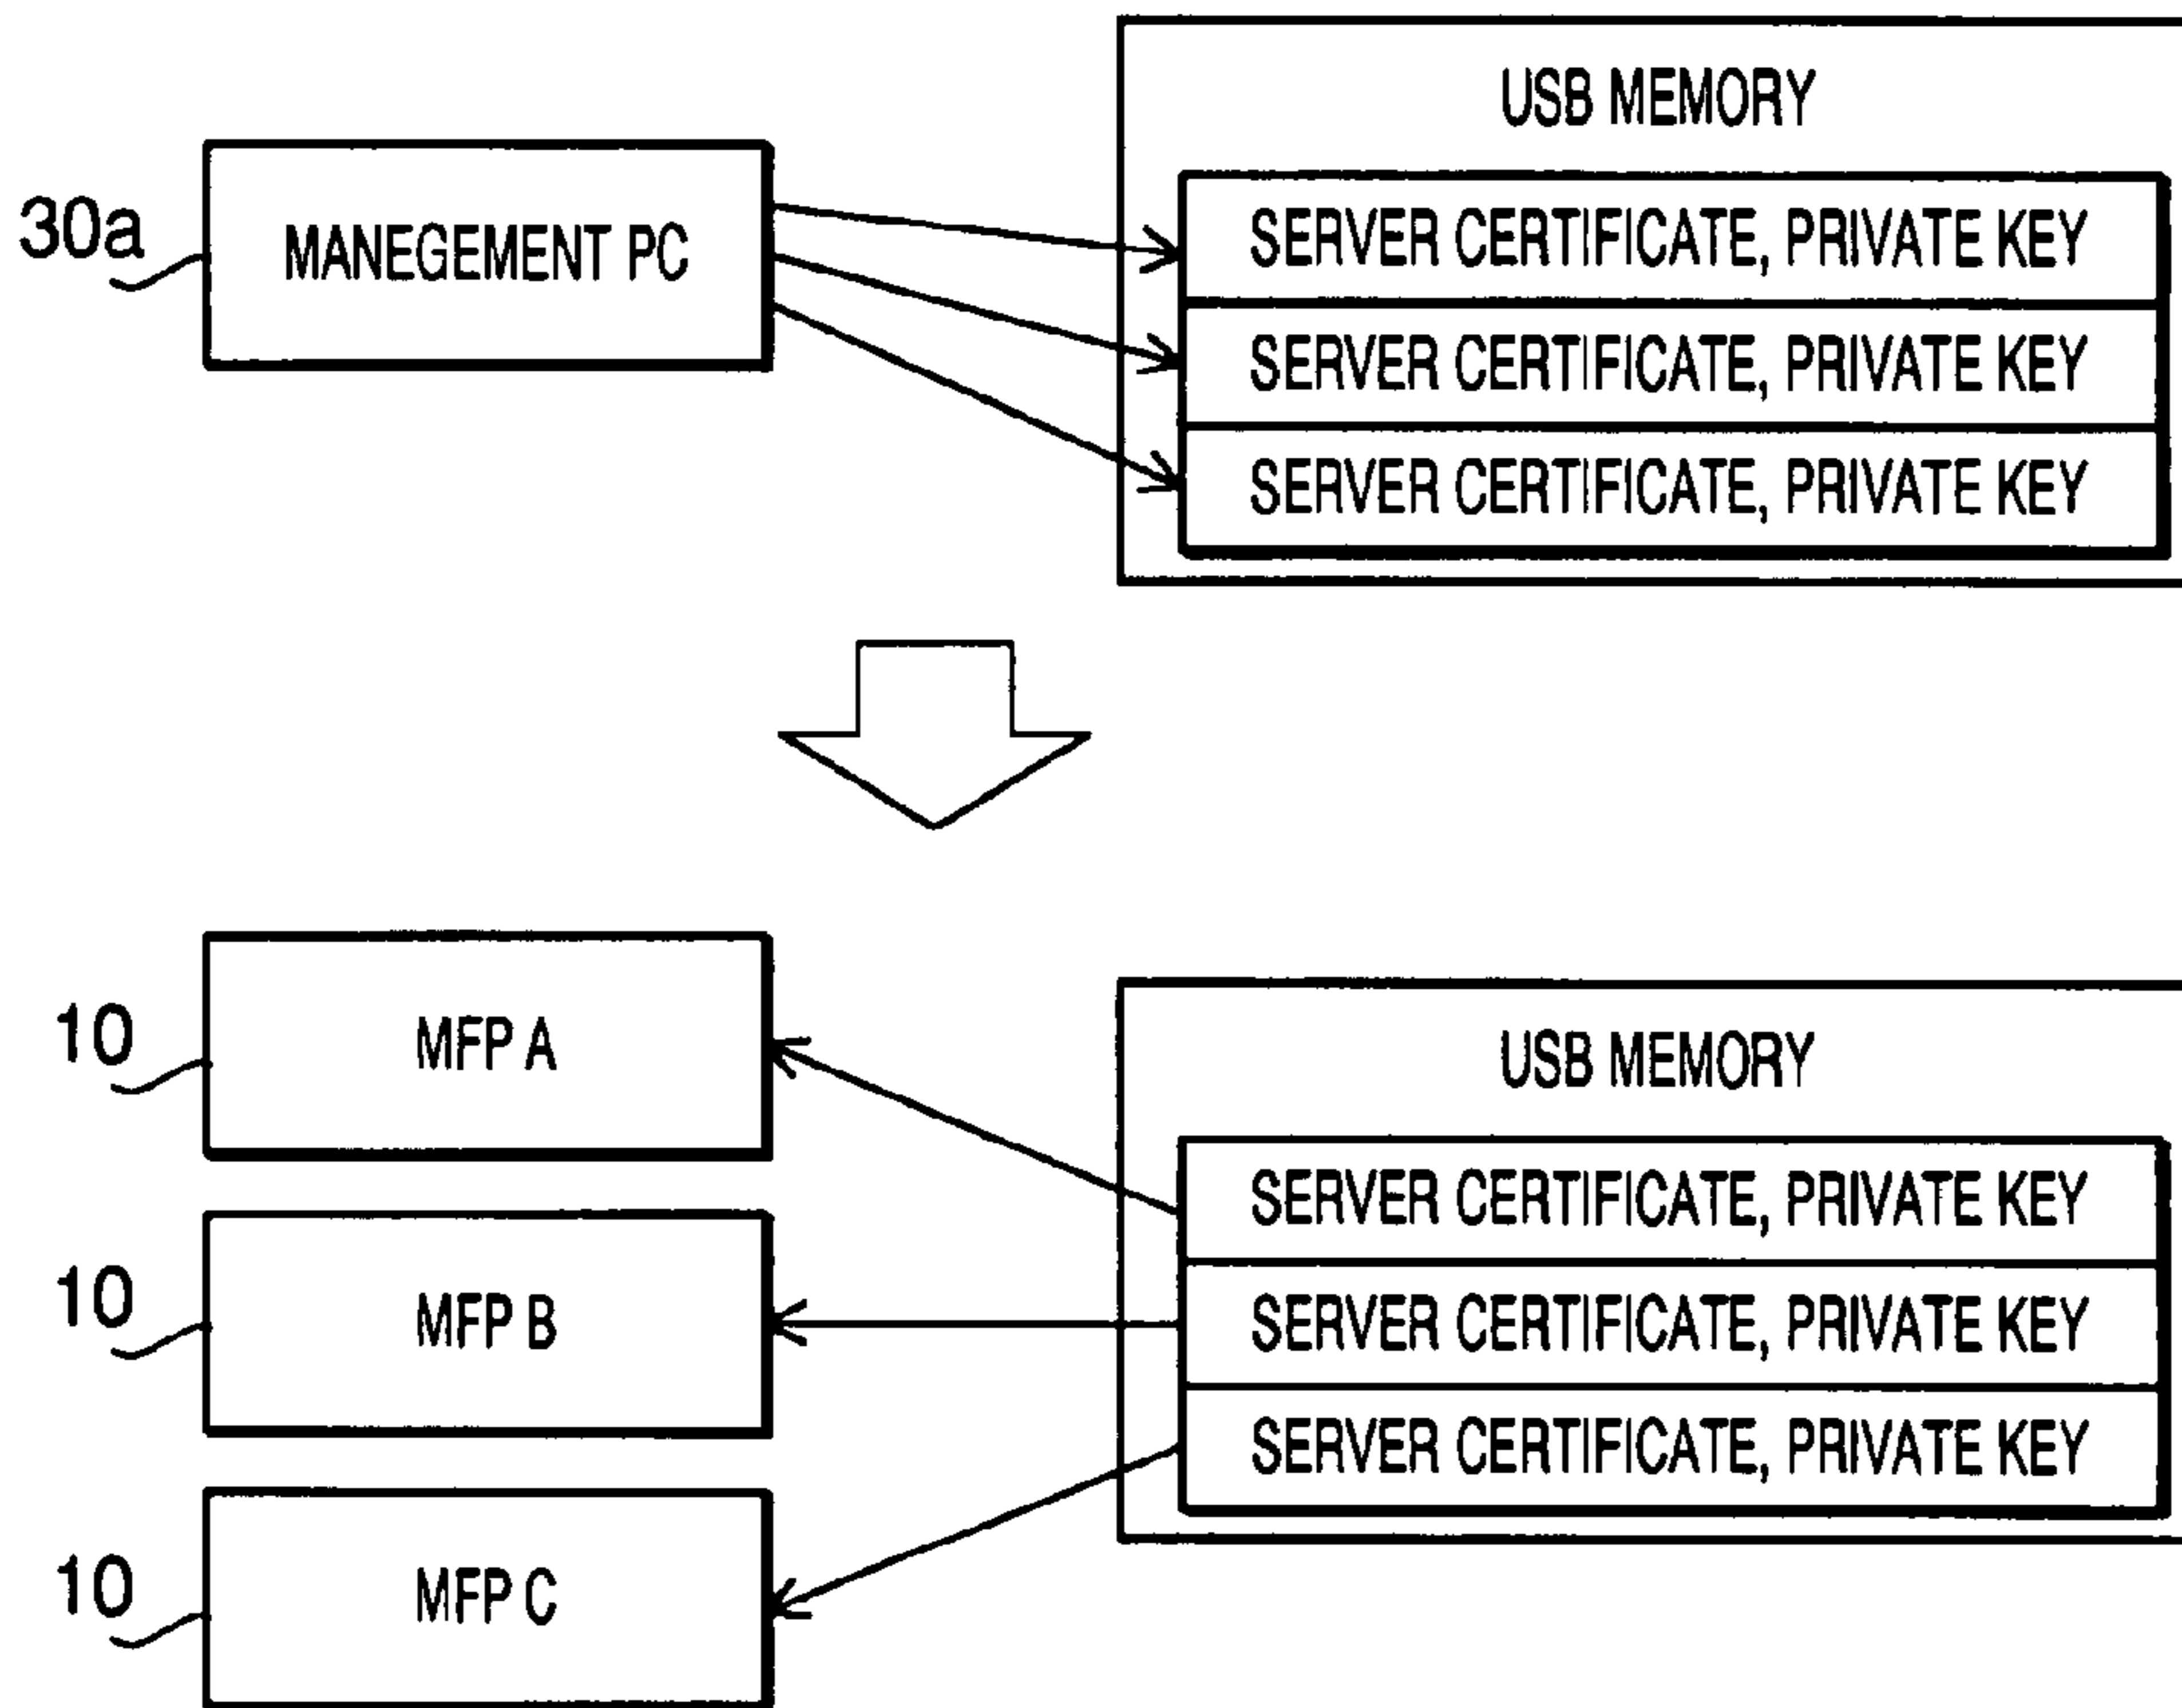 USB MEMORY
30a
MANEGEMENT PC
SERVER CERTIFICATE, PRIVATE KEY
SERVER CERTIFICATE, PRIVATE KEY
SERVER CERTIFICATE, PRIVATE KEY
10
MFP A
USB MEMORY
SERVER CERTIFICATE, PRIVATE KEY
10
MFP B
SERVER CERTIFICATE, PRIVATE KEY
SERVER CERTIFICATE, PRIVATE KEY
10
MFP C